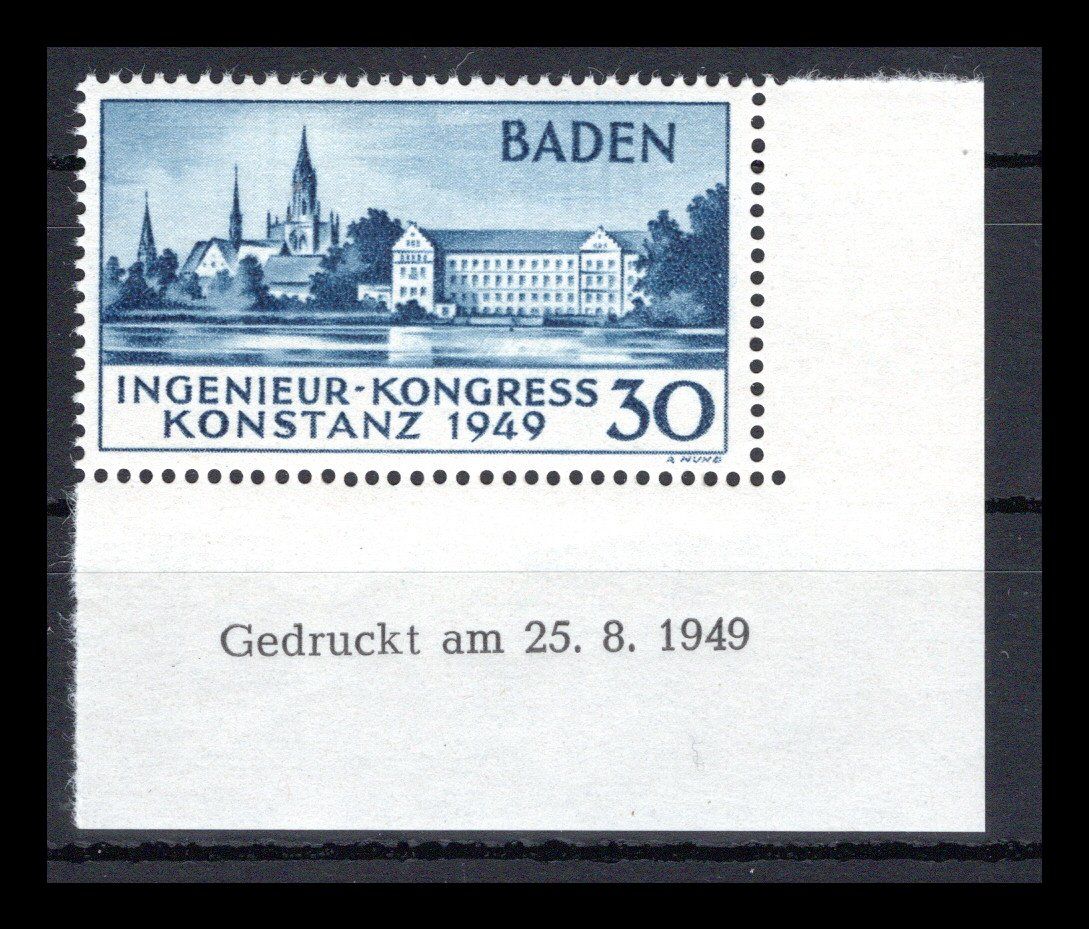 BADEN
INGENIEUR-KONGRESS
KONSTANZ 1949 30
Gedruckt am 25. 8. 1949